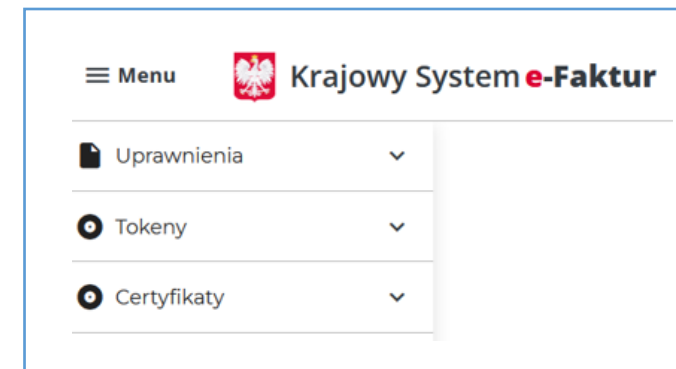 Menu
Krajowy System e-Faktur
Uprawnienia
Tokeny
Certyfikaty